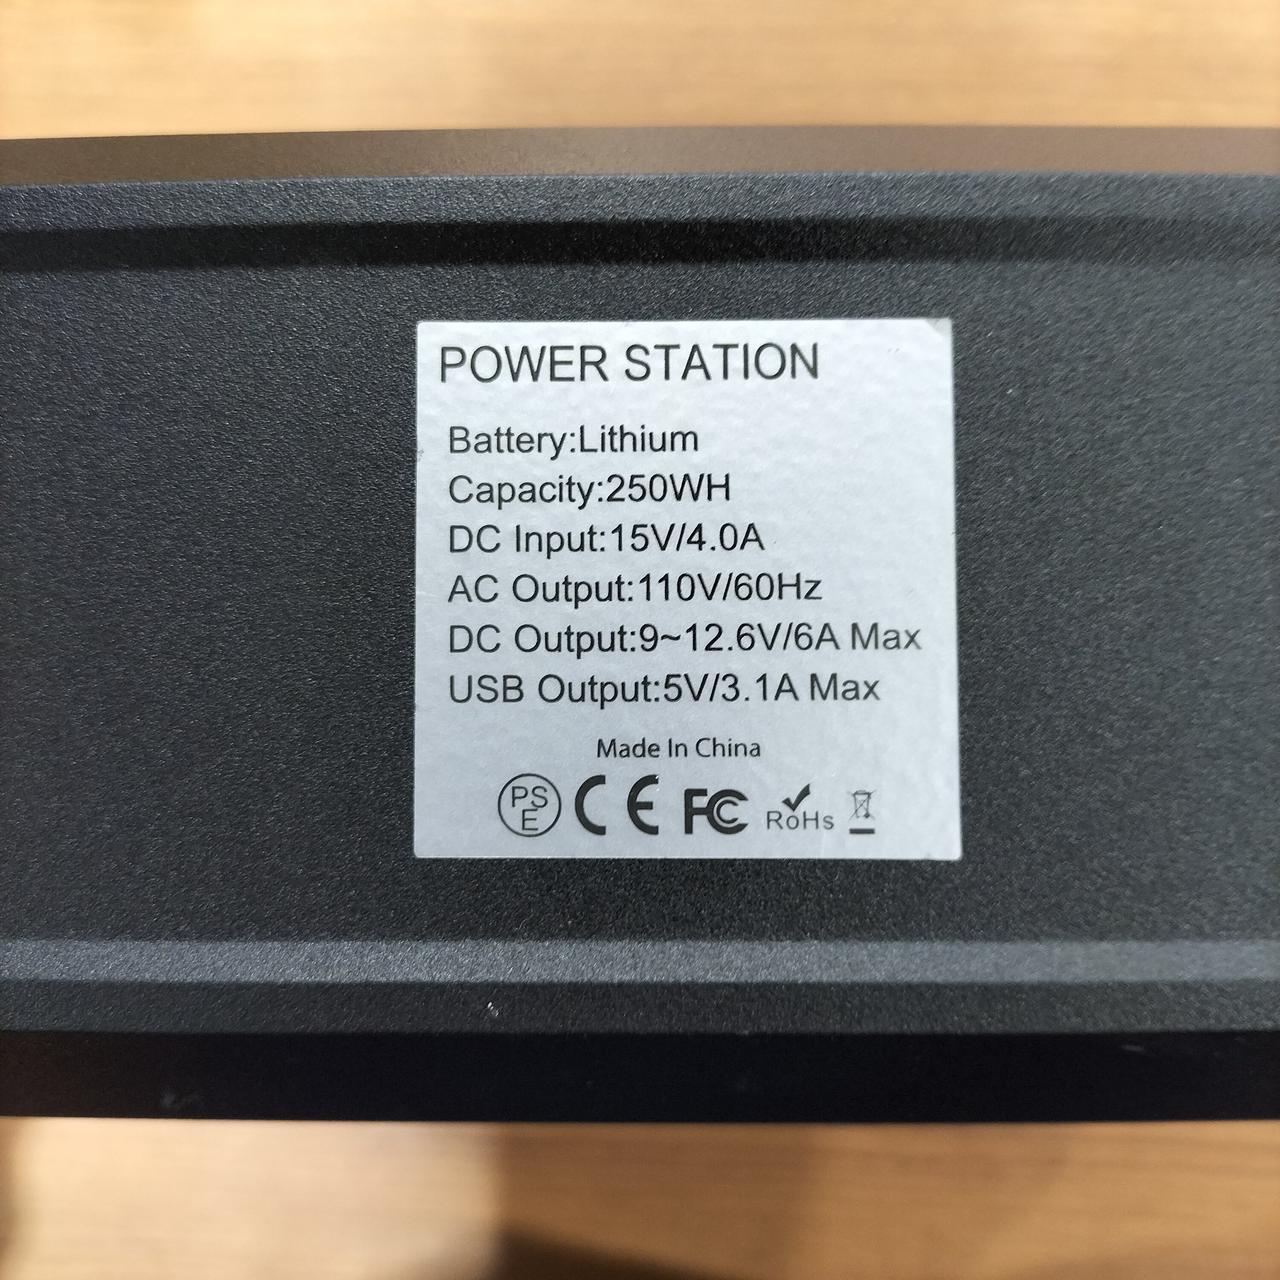 POWER STATION
Battery:Lithium
Capacity:250WH
DC Input:15V/4.0A
AC Output:110V/60Hz
DC Output:9~12.6V/6A Max
USB Output:5V/3.1A Max
Made In China
PS E CE FC RoHs